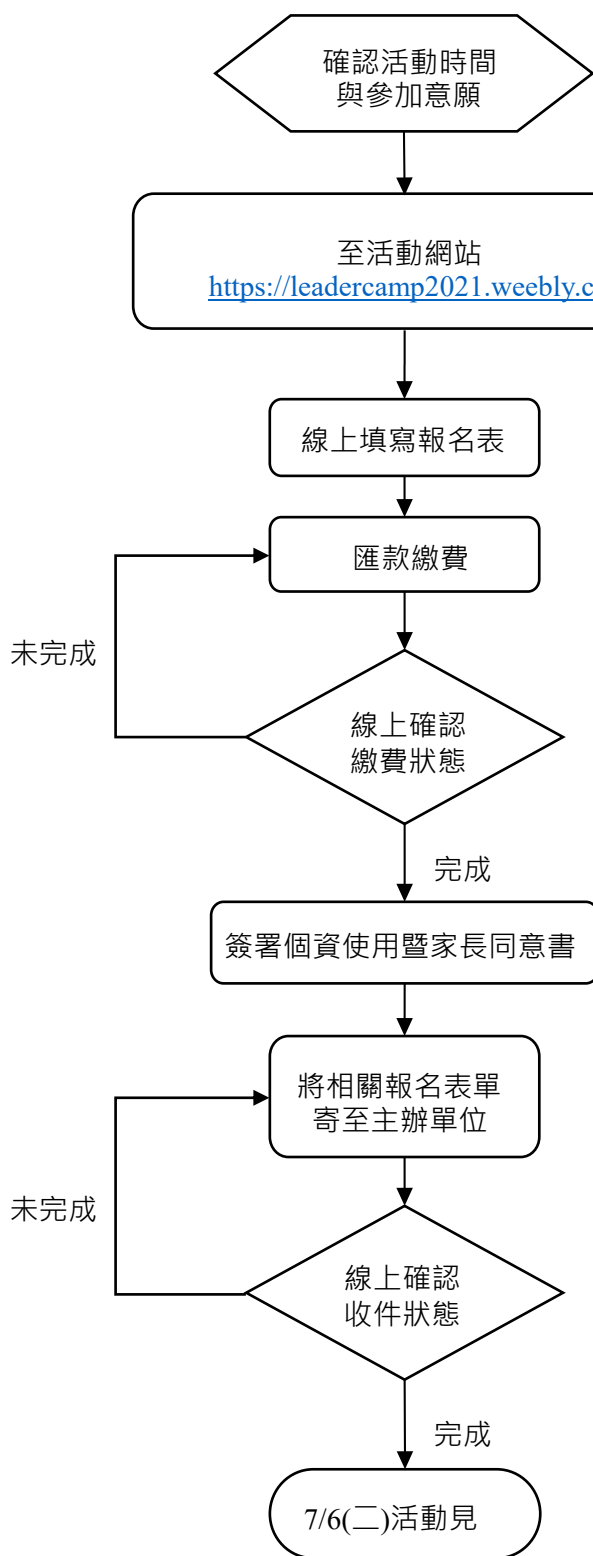 確認活動時間
與參加意願
至活動網站
https://leadercamp2021.weebly.c
線上填寫報名表
匯款繳費
未完成
線上確認
繳費狀態
完成
簽署個資使用暨家長同意書
將相關報名表單
寄至主辦單位
未完成
線上確認
收件狀態
完成
7/6(二)活動見